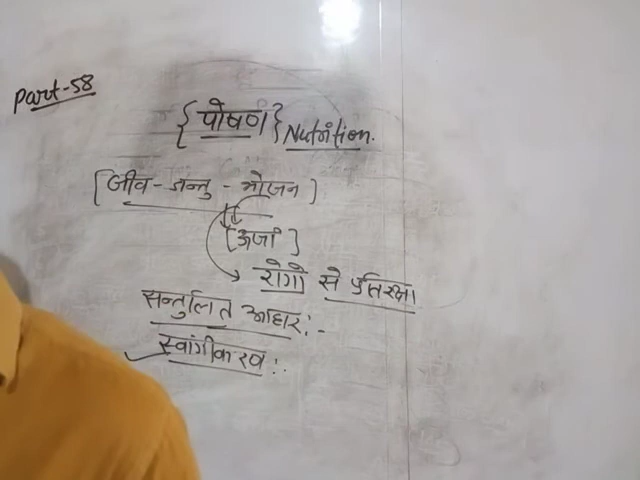 Part-58
{पोषण} Nutrition.
[जीव - जन्तु - भोजन]
[ऊर्जा]
रोगो से प्रतिरक्षा
सन्तुलित आहार:-
स्वांगीकरण:-